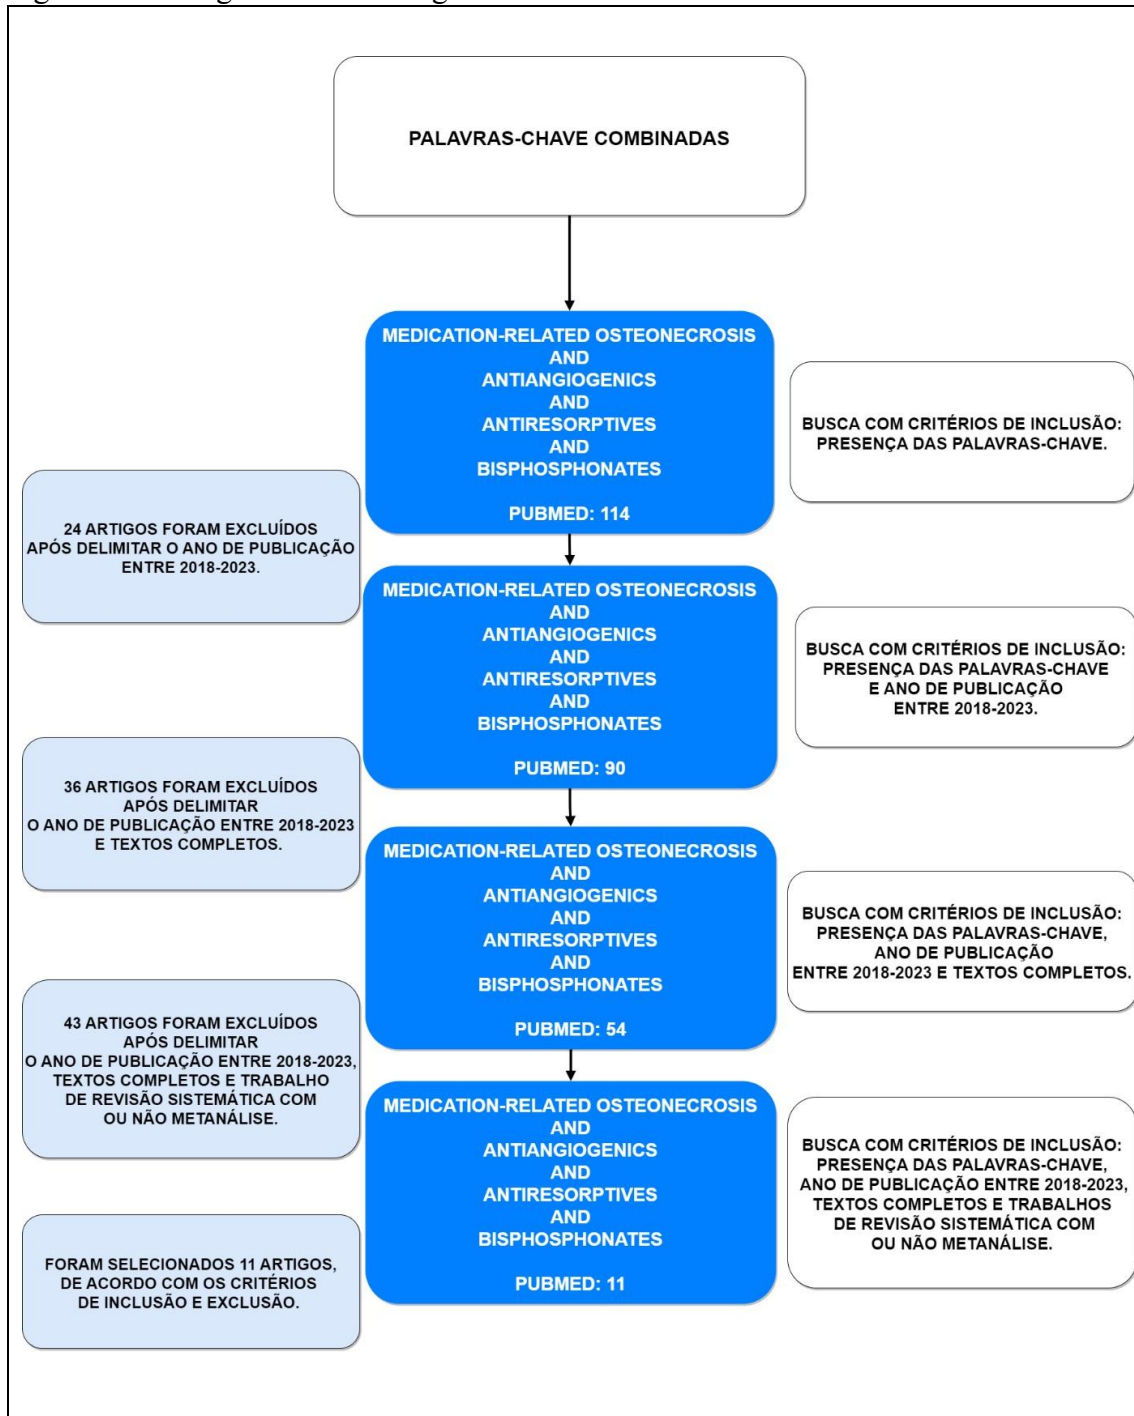 PALAVRAS-CHAVE COMBINADAS
MEDICATION-RELATED OSTEONECROSIS
AND
ANTIANGIOGENICS
AND
ANTIRESORPTIVES
AND
BISPHOSPHONATES
PUBMED: 114
BUSCA COM CRITÉRIOS DE INCLUSÃO:
PRESENÇA DAS PALAVRAS-CHAVE.
24 ARTIGOS FORAM EXCLUÍDOS
APÓS DELIMITAR O ANO DE PUBLICAÇÃO
ENTRE 2018-2023.
MEDICATION-RELATED OSTEONECROSIS
AND
ANTIANGIOGENICS
AND
ANTIRESORPTIVES
AND
BISPHOSPHONATES
PUBMED: 90
BUSCA COM CRITÉRIOS DE INCLUSÃO:
PRESENÇA DAS PALAVRAS-CHAVE
E ANO DE PUBLICAÇÃO
ENTRE 2018-2023.
36 ARTIGOS FORAM EXCLUÍDOS
APÓS DELIMITAR
O ANO DE PUBLICAÇÃO ENTRE 2018-2023
E TEXTOS COMPLETOS.
MEDICATION-RELATED OSTEONECROSIS
AND
ANTIANGIOGENICS
AND
ANTIRESORPTIVES
AND
BISPHOSPHONATES
PUBMED: 54
BUSCA COM CRITÉRIOS DE INCLUSÃO:
PRESENÇA DAS PALAVRAS-CHAVE,
ANO DE PUBLICAÇÃO
ENTRE 2018-2023 E TEXTOS COMPLETOS.
43 ARTIGOS FORAM EXCLUÍDOS
APÓS DELIMITAR
O ANO DE PUBLICAÇÃO ENTRE 2018-2023,
TEXTOS COMPLETOS E TRABALHO
DE REVISÃO SISTEMÁTICA COM
OU NÃO METANÁLISE.
MEDICATION-RELATED OSTEONECROSIS
AND
ANTIANGIOGENICS
AND
ANTIRESORPTIVES
AND
BISPHOSPHONATES
PUBMED: 11
BUSCA COM CRITÉRIOS DE INCLUSÃO:
PRESENÇA DAS PALAVRAS-CHAVE,
ANO DE PUBLICAÇÃO ENTRE 2018-2023,
TEXTOS COMPLETOS E TRABALHOS
DE REVISÃO SISTEMÁTICA COM
OU NÃO METANÁLISE.
FORAM SELECIONADOS 11 ARTIGOS,
DE ACORDO COM OS CRITÉRIOS
DE INCLUSÃO E EXCLUSÃO.